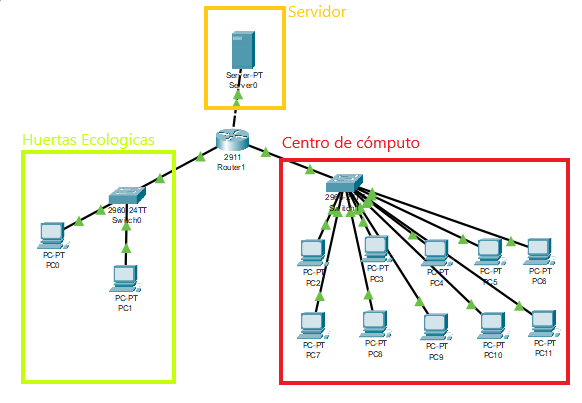 Servidor
Server-PT
Server0
2911
Router1
Huertas Ecologicas
Centro de cómputo
2960-24TT
Switch0
PC-PT
PC0
PC-PT
PC1
PC-PT
PC2
PC-PT
PC3
PC-PT
PC4
PC-PT
PC5
PC-PT
PC6
PC-PT
PC7
PC-PT
PC8
PC-PT
PC9
PC-PT
PC10
PC-PT
PC11